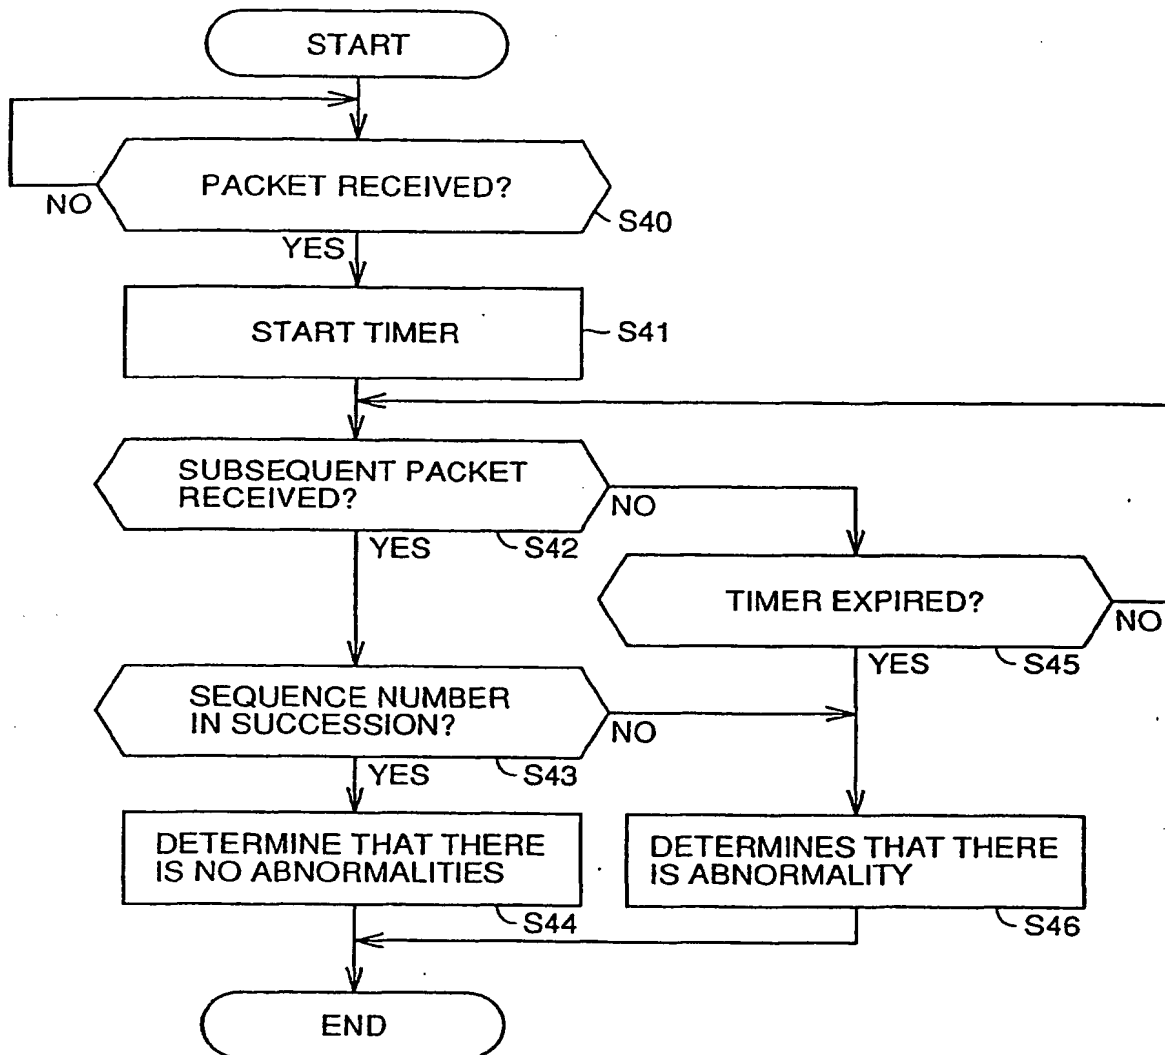 START
PACKET RECEIVED?
NO
S40
YES
START TIMER
S41
SUBSEQUENT PACKET
RECEIVED?
NO
YES
S42
TIMER EXPIRED?
NO
YES
S45
SEQUENCE NUMBER
IN SUCCESSION?
NO
YES
S43
DETERMINE THAT THERE
IS NO ABNORMALITIES
S44
DETERMINES THAT THERE
IS ABNORMALITY
S46
END